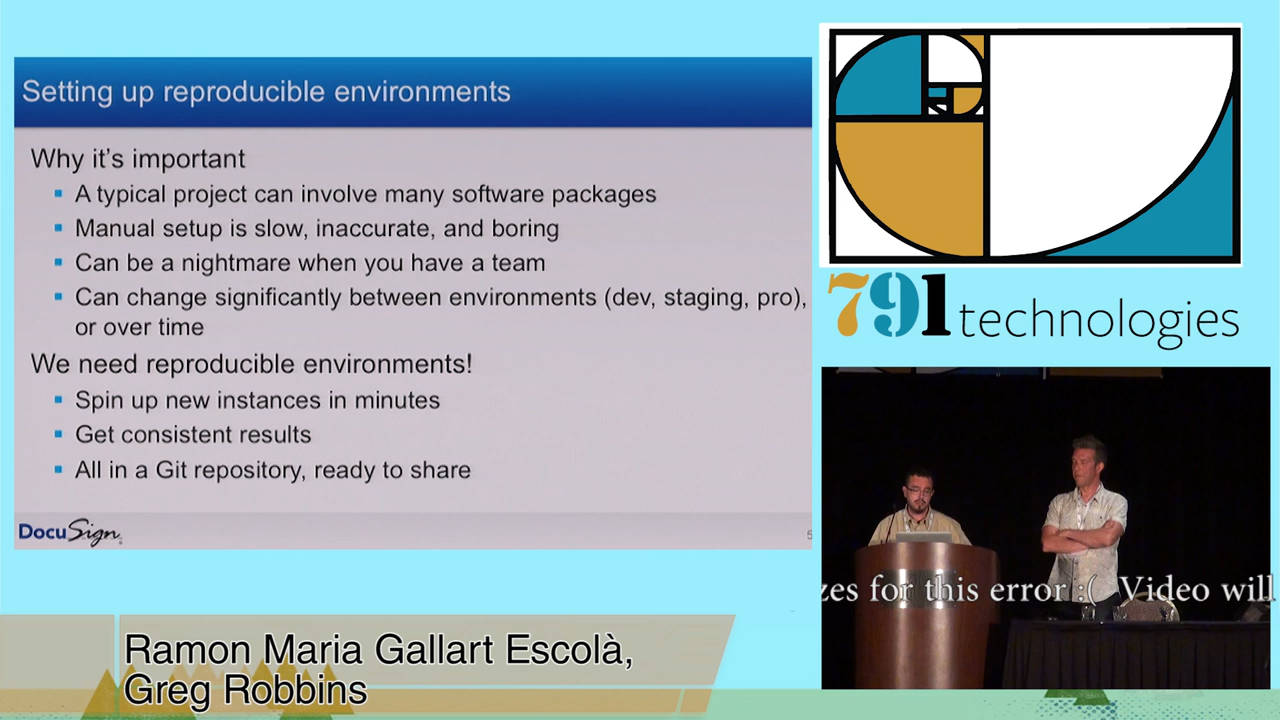 Setting up reproducible environments
Why it's important
A typical project can involve many software packages
Manual setup is slow, inaccurate, and boring
Can be a nightmare when you have a team
Can change significantly between environments (dev, staging, pro),
or over time
We need reproducible environments!
Spin up new instances in minutes
Get consistent results
All in a Git repository, ready to share
DocuSign
5
791 technologies
zes for this error :( Video will
Ramon Maria Gallart Escolà,
Greg Robbins